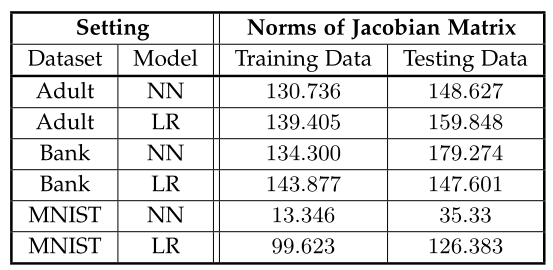 Setting Norms of Jacobian Matrix
Dataset Model Training Data Testing Data
Adult NN 130.736 148.627
Adult LR 139.405 159.848
Bank NN 134.300 179.274
Bank LR 143.877 147.601
MNIST NN 13.346 35.33
MNIST LR 99.623 126.383